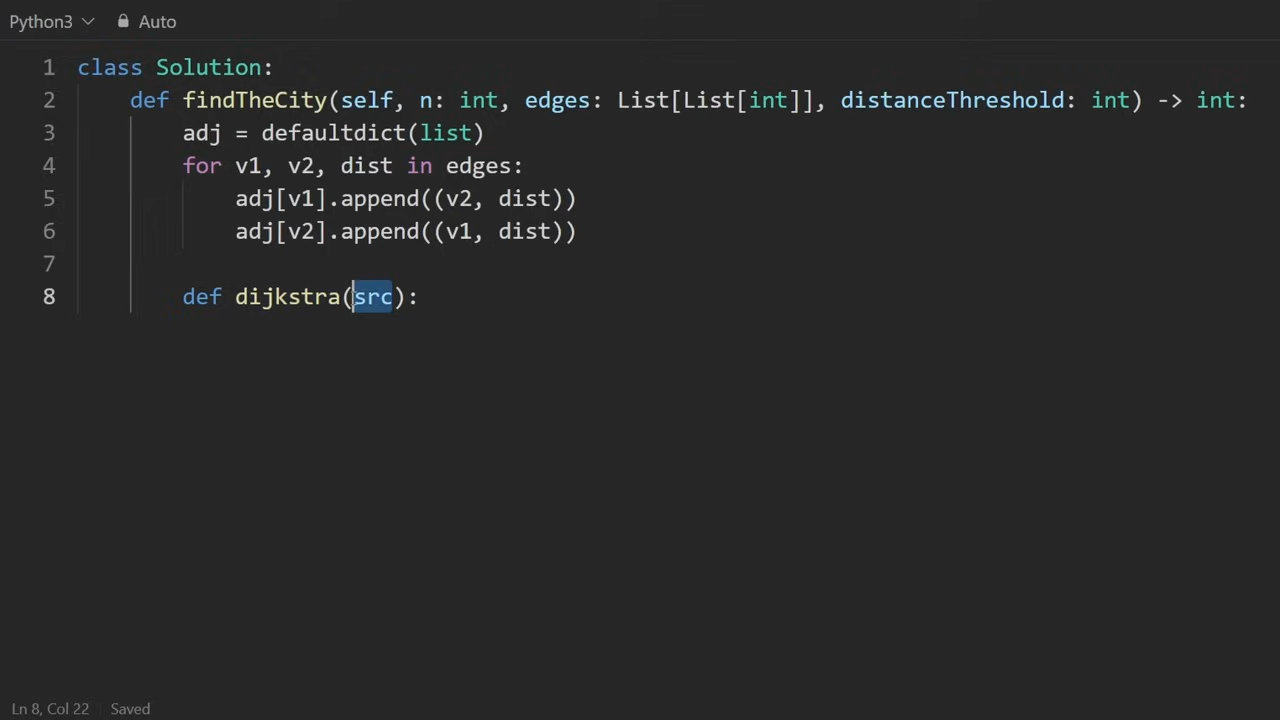 Python3 Auto
1 class Solution:
2 def findTheCity(self, n: int, edges: List[List[int]], distanceThreshold: int) -> int:
3 adj = defaultdict(list)
4 for v1, v2, dist in edges:
5 adj[v1].append((v2, dist))
6 adj[v2].append((v1, dist))
7
8 def dijkstra(src):
Ln 8, Col 22 Saved